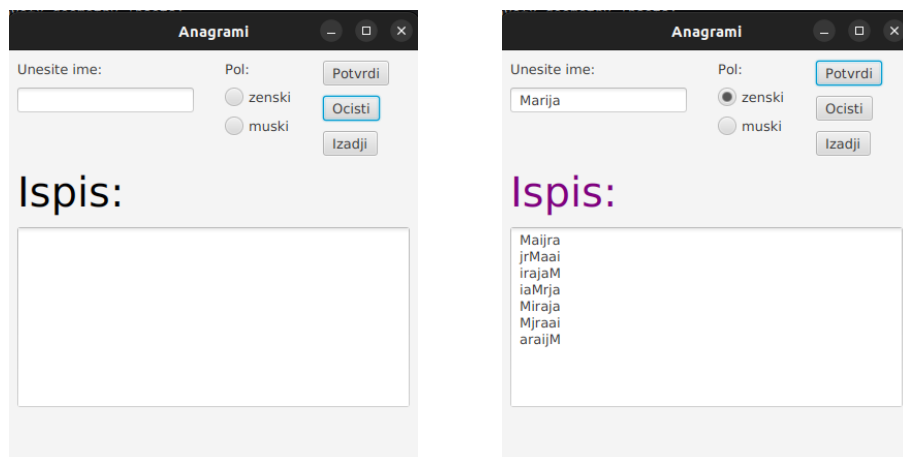 Anagrami
Unesite ime:
Pol:
Potvrdi
zenski
Ocisti
muski
Izadji
Ispis:
Anagrami
Unesite ime:
Pol:
Potvrdi
Marija
zenski
Ocisti
muski
Izadji
Ispis:
Maijra
jrMaai
irajaM
iaMrja
Miraja
Mjraai
araijM